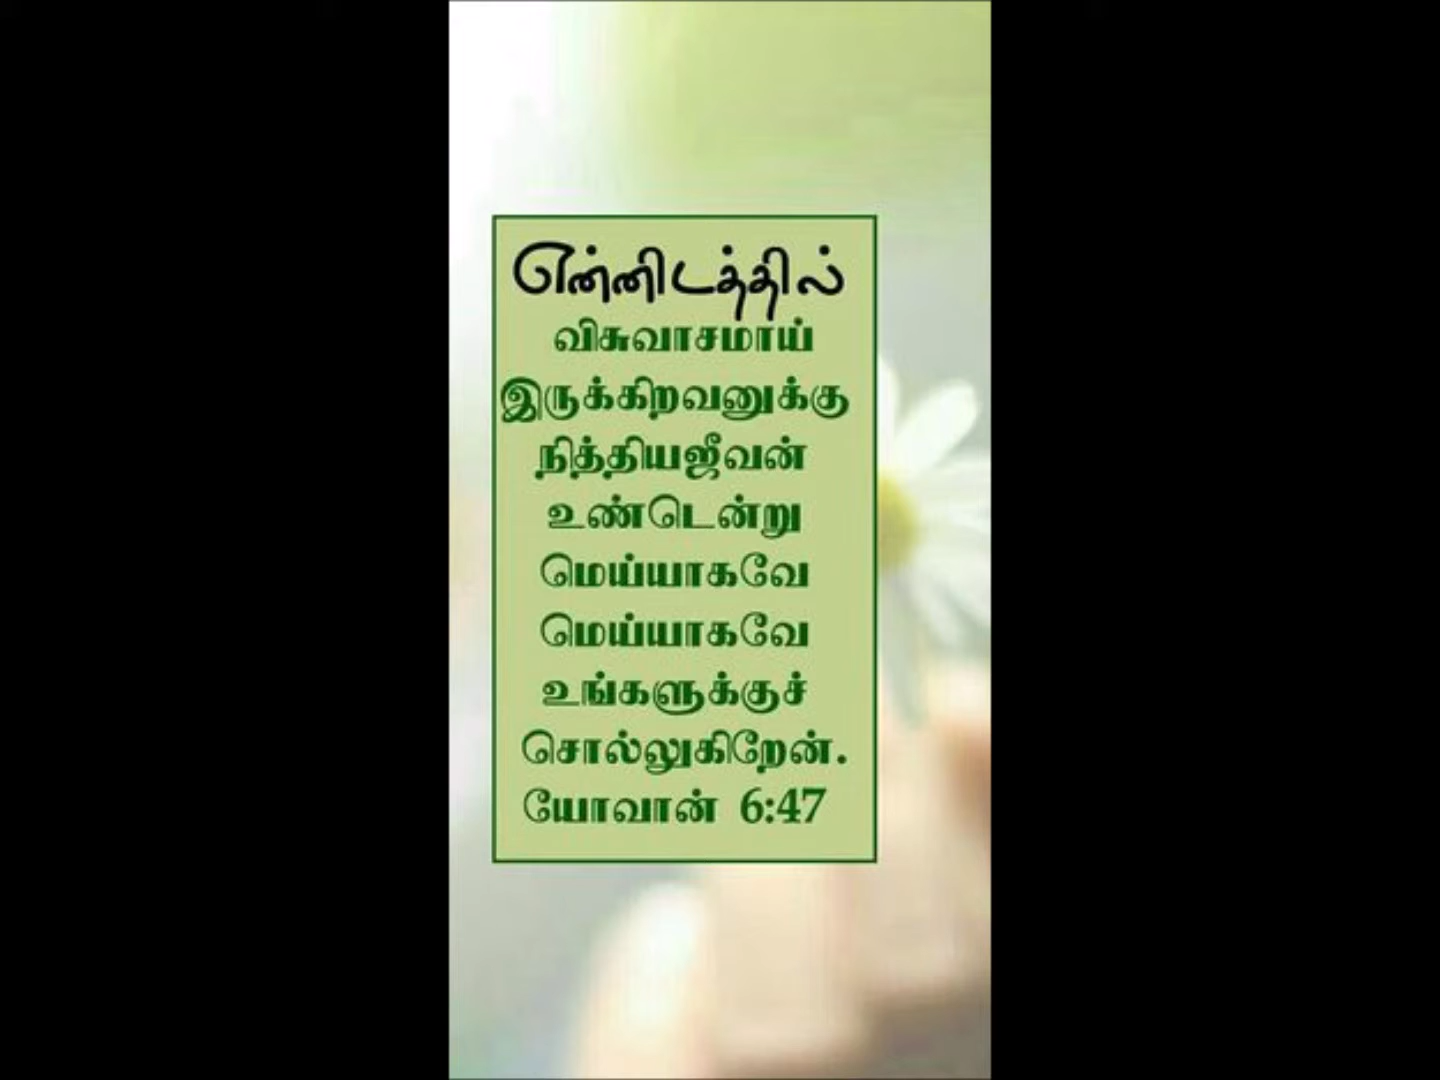 என்னிடத்தில்
விசுவாசமாய்
இருக்கிறவனுக்கு
நித்தியஜீவன்
உண்டென்று
மெய்யாகவே
மெய்யாகவே
உங்களுக்குச்
சொல்லுகிறேன்.
யோவான் 6:47